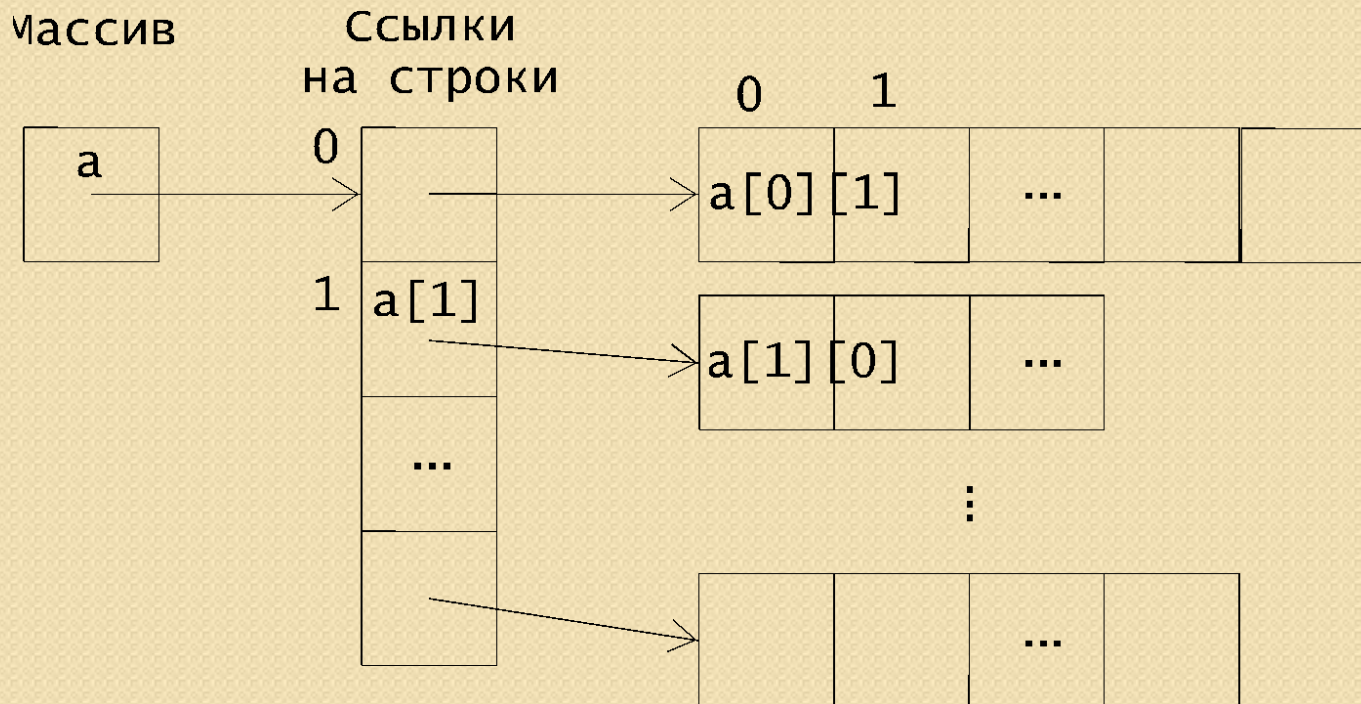 Массив
Ссылки
на строки
0 1
0
a
a[0][1]
...
1
a[1]
a[1][0]
...
...
⋮
...